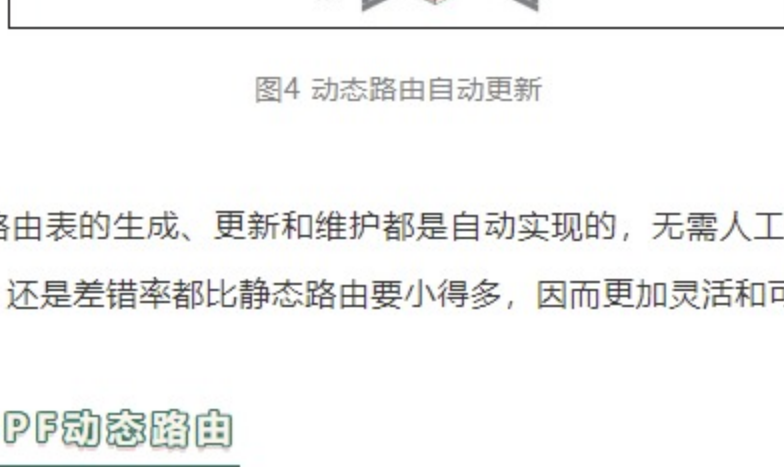 图4 动态路由自动更新
路由表的生成、更新和维护都是自动实现的，无需人工
还是差错率都比静态路由要小得多，因而更加灵活和可
PF动态路由